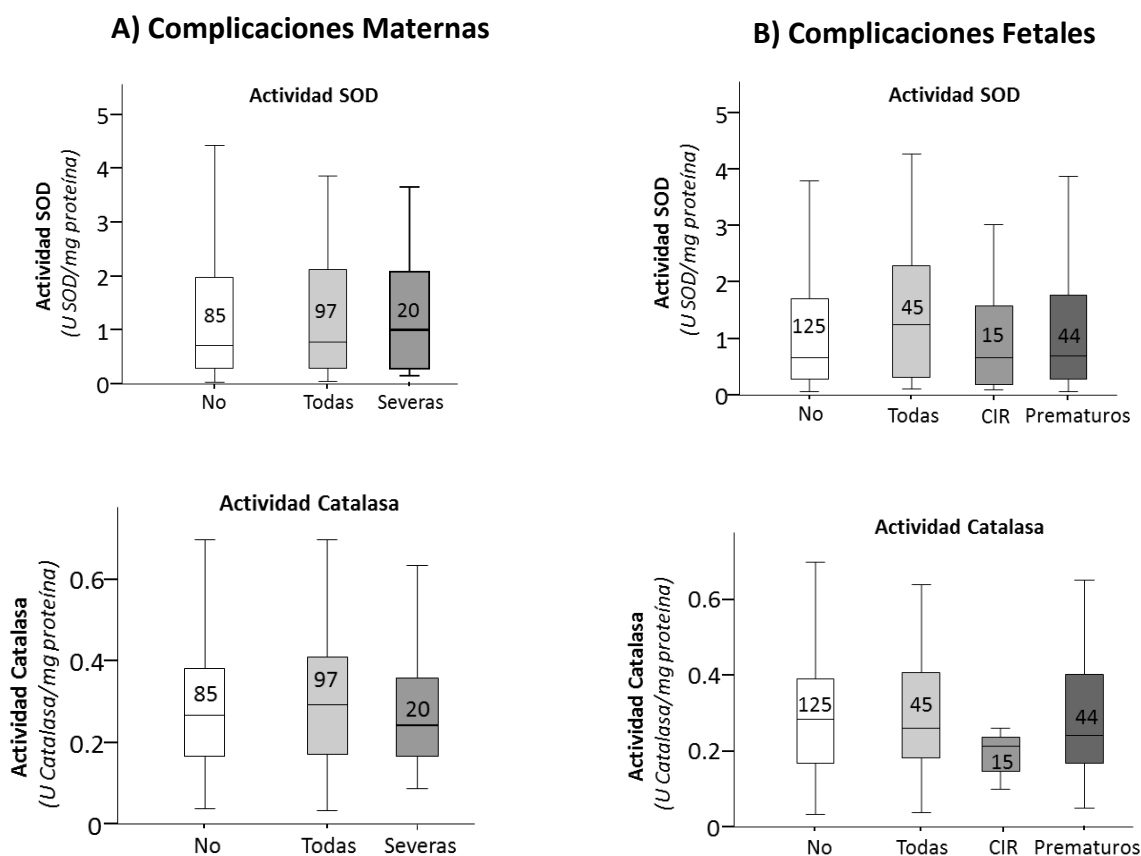 A) Complicaciones Maternas
Actividad SOD
Actividad SOD
(U SOD/mg proteína)
5
4
3
2
1
0
85
97
20
No Todas Severas
Actividad Catalasa
Actividad Catalasa
(U Catalasa/mg proteína)
0.6
0.4
0.2
0
85
97
20
No Todas Severas
B) Complicaciones Fetales
Actividad SOD
Actividad SOD
(U SOD/mg proteína)
5
4
3
2
1
0
125
45
15
44
No Todas CIR Prematuros
Actividad Catalasa
Actividad Catalasa
(U Catalasa/mg proteína)
0.6
0.4
0.2
0
125
45
15
44
No Todas CIR Prematuros